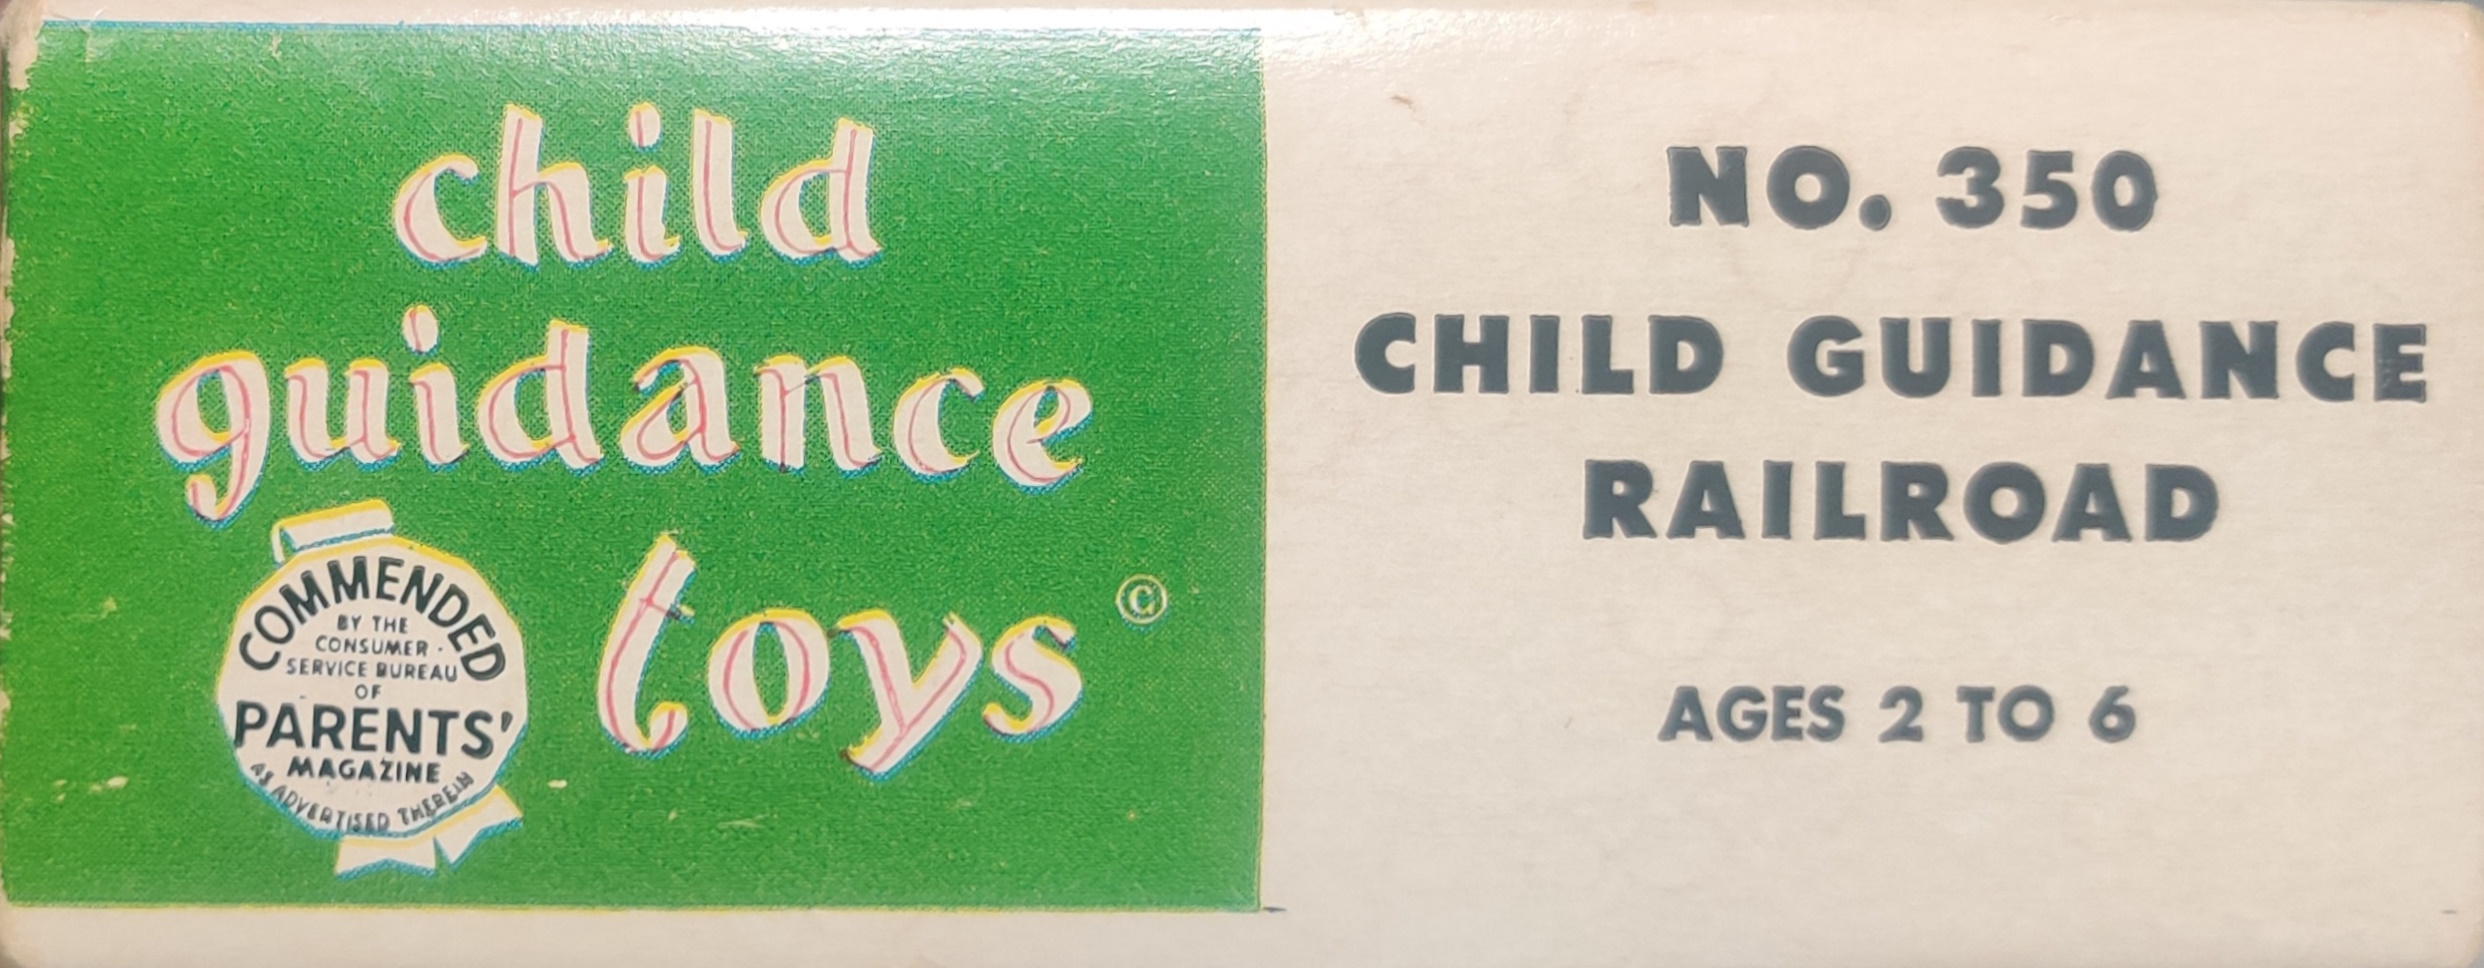 child
guidance
toys ©
COMMENDED
BY THE
CONSUMER
SERVICE BUREAU
OF
PARENTS'
MAGAZINE
AS ADVERTISED THEREIN
NO. 350
CHILD GUIDANCE
RAILROAD
AGES 2 TO 6